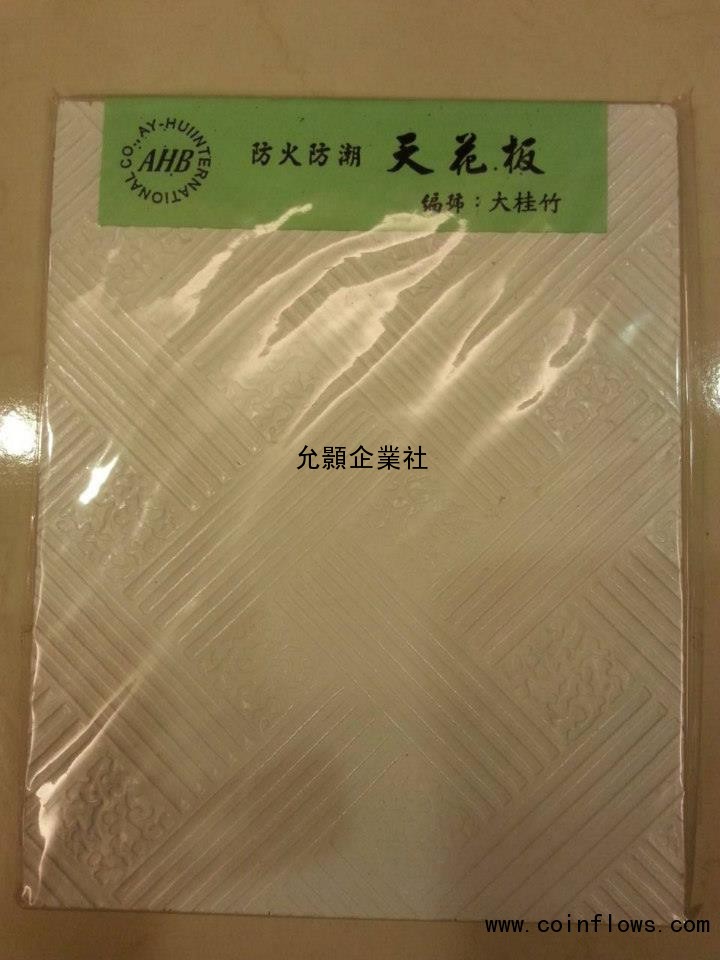 AY-HUI INTERNATIONAL CO.,
AHB
防火防潮 天花板
編號：大桂竹
允顥企業社
www.coinflows.com